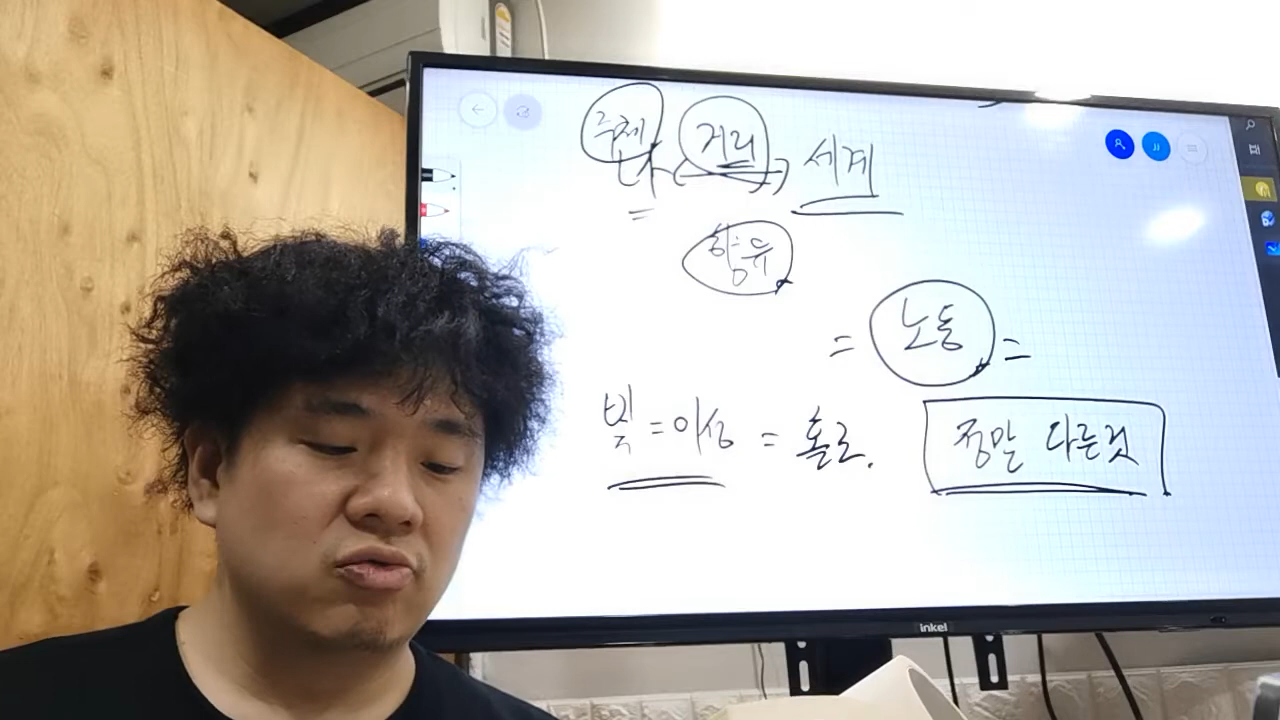 주체 거리
나 세계
향유
= 노동 =
빛 = 이성 = 홀로.
정말 다른것
inkel